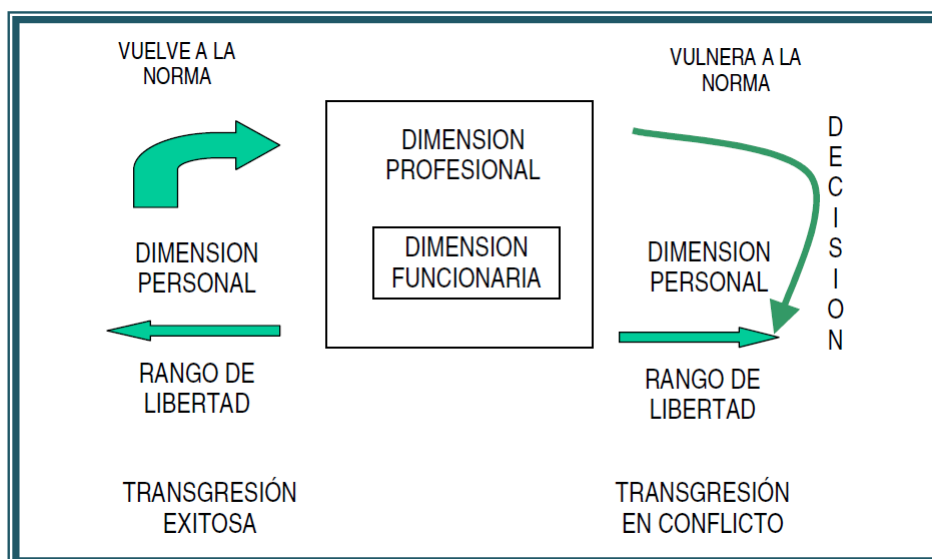 VUELVE A LA
NORMA
VULNERA A LA
NORMA
DIMENSION
PROFESIONAL
DIMENSION
FUNCIONARIA
DIMENSION
PERSONAL
DIMENSION
PERSONAL
DECISION
RANGO DE
LIBERTAD
RANGO DE
LIBERTAD
TRANSGRESIÓN
EXITOSA
TRANSGRESIÓN
EN CONFLICTO